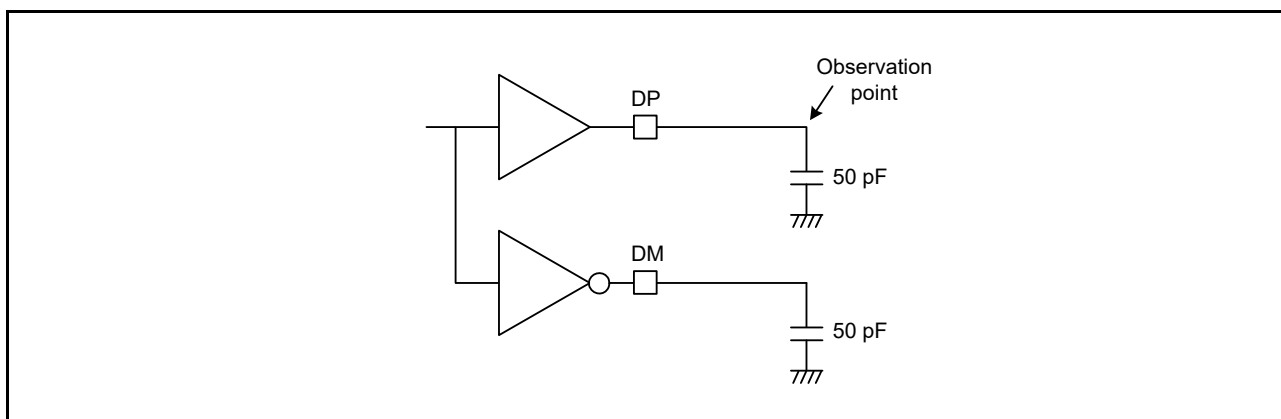 Observation
point
DP
50 pF
DM
50 pF